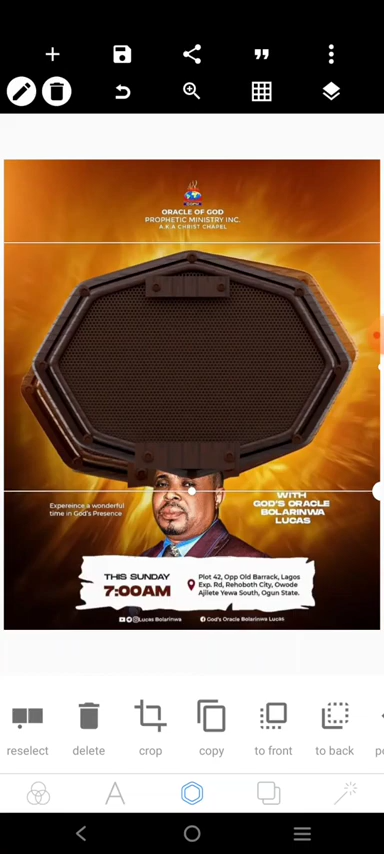 ORACLE OF GOD
PROPHETIC MINISTRY INC.
A.K.A CHRIST CHAPEL
Expereince a wonderful
time in God's Presence
WITH
GOD'S ORACLE
BOLARINWA
LUCAS
THIS SUNDAY
7:00AM
Plot 42, Opp Old Barrack, Lagos
Exp. Rd, Rehoboth City, Owode
Ajilete Yewa South, Ogun State.
Lucas Bolarinwa
God's Oracle Bolarinwa Lucas
reselect
delete
crop
copy
to front
to back
po